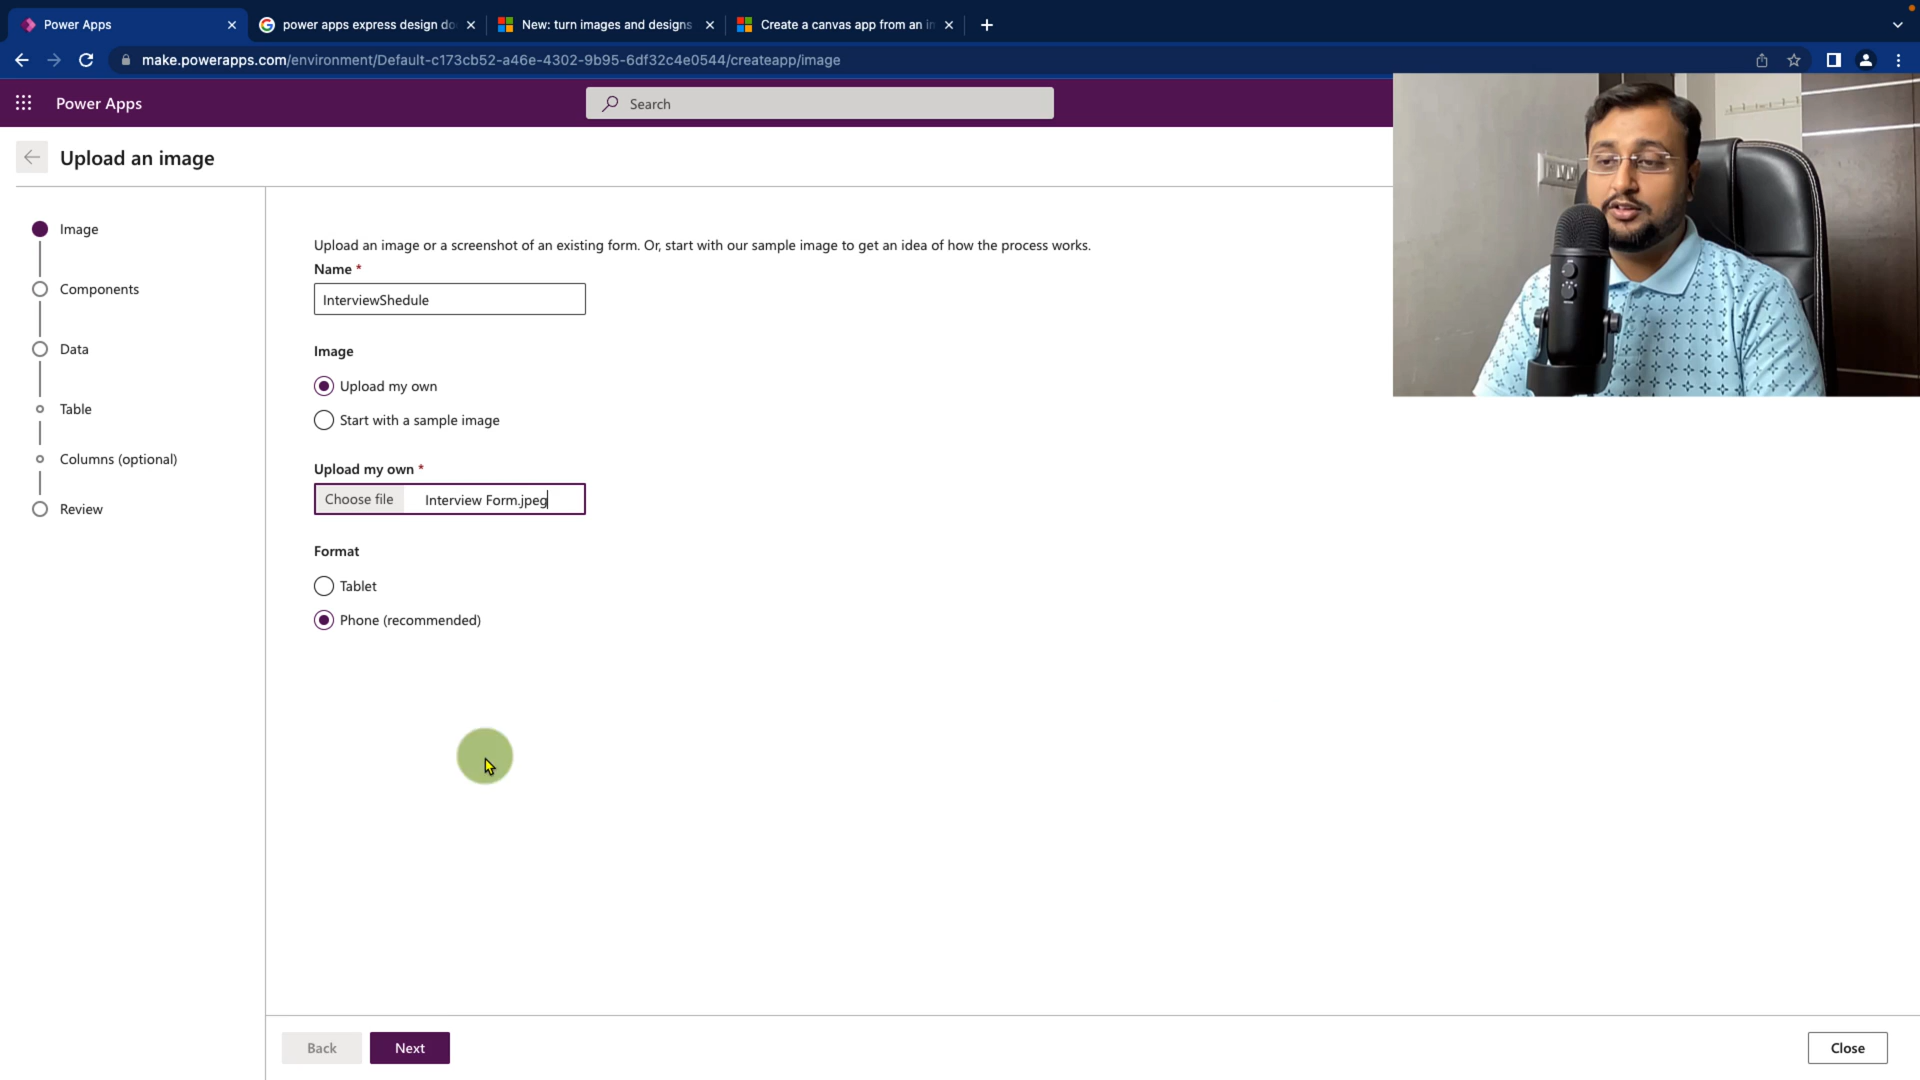 Power Apps
power apps express design do
New: turn images and designs
Create a canvas app from an in
make.powerapps.com/environment/Default-c173cb52-a46e-4302-9b95-6df32c4e0544/createapp/image
Power Apps
Search
Upload an image
Image
Components
Data
Table
Columns (optional)
Review
Upload an image or a screenshot of an existing form. Or, start with our sample image to get an idea of how the process works.
Name *
InterviewShedule
Image
Upload my own
Start with a sample image
Upload my own *
Choose file Interview Form.jpeg
Format
Tablet
Phone (recommended)
Back
Next
Close